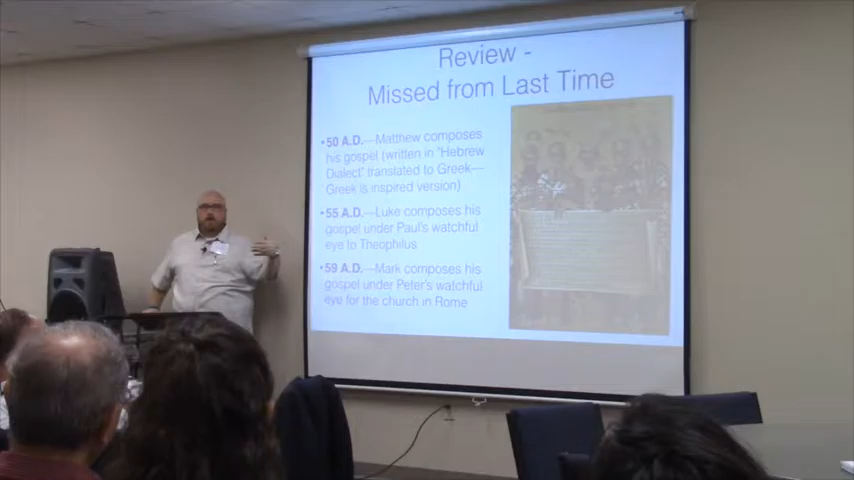 Review -
Missed from Last Time
•50 A.D.—Matthew composes
his gospel (written in "Hebrew
Dialect" translated to Greek—
Greek is inspired version)
•55 A.D.—Luke composes his
gospel under Paul's watchful
eye to Theophilus
•59 A.D.—Mark composes his
gospel under Peter's watchful
eye for the church in Rome